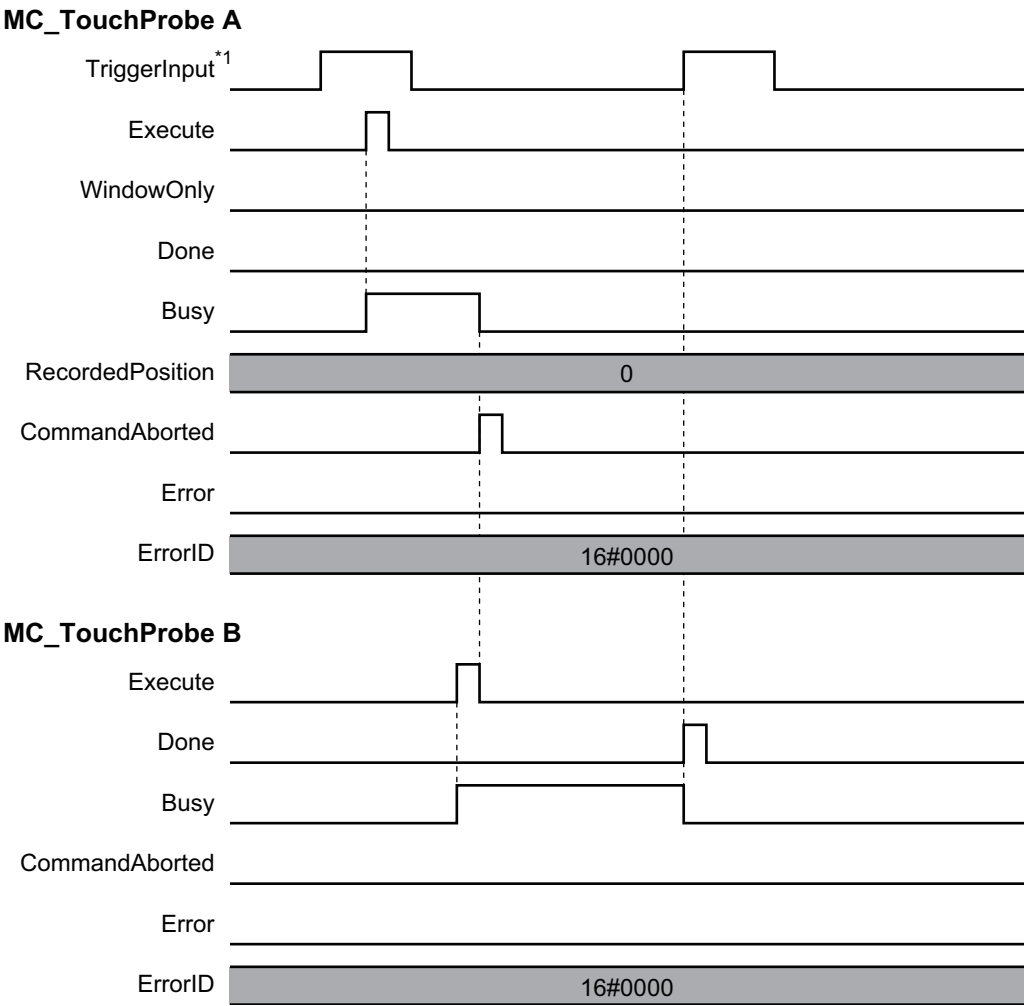 MC_TouchProbe A
TriggerInput*1
Execute
WindowOnly
Done
Busy
RecordedPosition 0
CommandAborted
Error
ErrorID 16#0000
MC_TouchProbe B
Execute
Done
Busy
CommandAborted
Error
ErrorID 16#0000